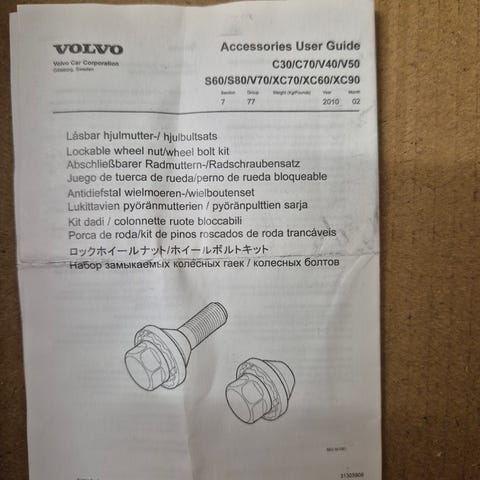 VOLVO
Volvo Car Corporation
Göteborg, Sweden
Accessories User Guide
C30/C70/V40/V50
S60/S80/V70/XC70/XC60/XC90
Section Group Weight (Kg/Pounds) Year Month
7 77 2010 02
Låsbar hjulmutter-/ hjulbultsats
Lockable wheel nut/wheel bolt kit
Abschließbarer Radmuttern-/Radschraubensatz
Juego de tuerca de rueda/perno de rueda bloqueable
Antidiefstal wielmoeren-/wielboutenset
Lukittavien pyöränmutterien / pyöränpulttien sarja
Kit dadi / colonnette ruote bloccabili
Porca de roda/kit de pinos roscados de roda trancáveis
ロックホイールナット/ホイールボルトキット
Набор замыкаемых колесных гаек / колесных болтов